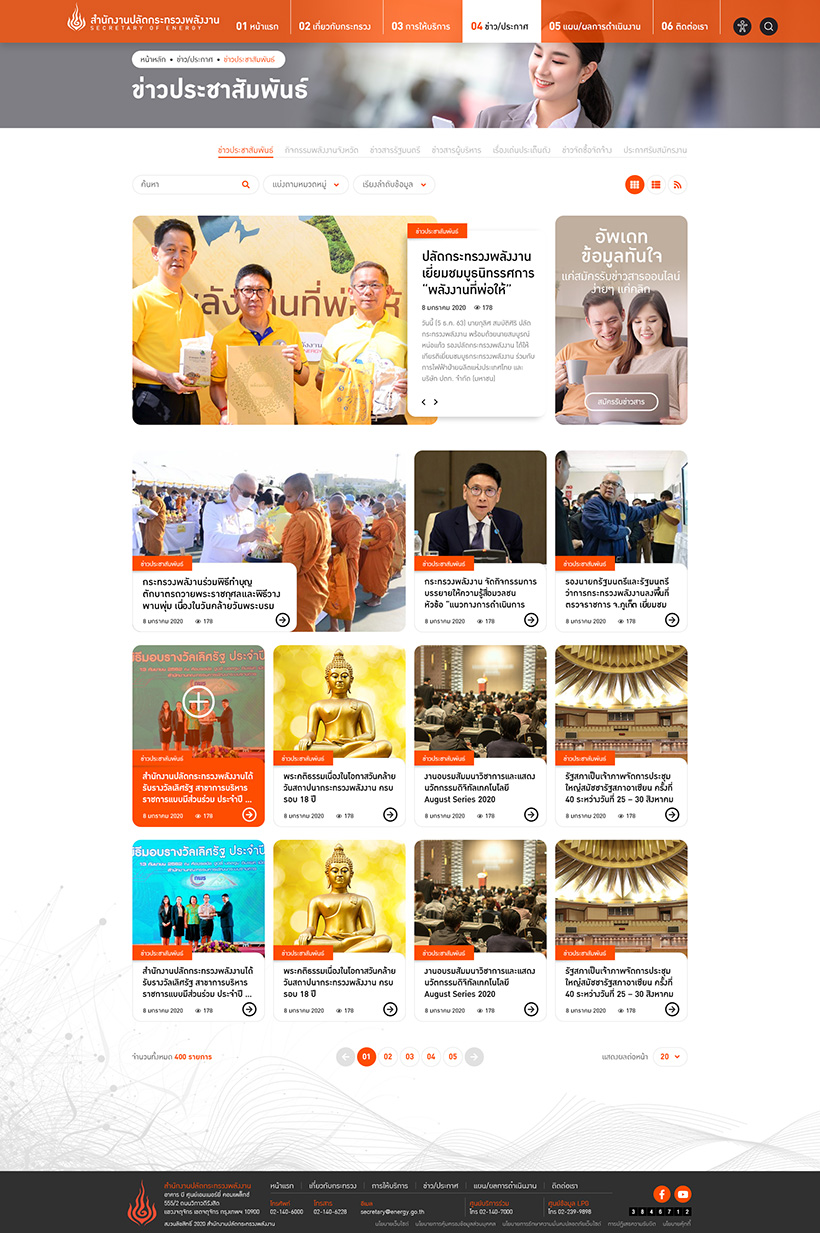 สำนักงานปลัดกระทรวงพลังงาน
SECRETARY OF ENERGY
01 หน้าแรก
02 เกี่ยวกับกระทรวง
03 การให้บริการ
04 ข่าว/ประกาศ
05 แผน/ผลการดำเนินงาน
06 ติดต่อเรา
หน้าหลัก • ข่าว/ประกาศ • ข่าวประชาสัมพันธ์
ข่าวประชาสัมพันธ์
ข่าวประชาสัมพันธ์ กิจกรรมพลังงานจังหวัด ข่าวสารรัฐมนตรี ข่าวสารผู้บริหาร เรื่องเด่นประเด็นดัง ข่าวจัดซื้อจัดจ้าง ประกาศรับสมัครงาน
ค้นหา
แบ่งตามหมวดหมู่
เรียงลำดับข้อมูล
ข่าวประชาสัมพันธ์
ปลัดกระทรวงพลังงาน
เยี่ยมชมบูธนิทรรศการ
“พลังงานที่พ่อให้”
8 มกราคม 2020 178
วันนี้ (5 ธ.ค. 63) นายกุลิศ สมบัติศิริ ปลัด
กระทรวงพลังงาน พร้อมด้วยนายสมบูรณ์
หน่อแก้ว รองปลัดกระทรวงพลังงาน ได้ให้
เกียรติเยี่ยมชมบูธกระทรวงพลังงาน ร่วมกับ
การไฟฟ้าฝ่ายผลิตแห่งประเทศไทย และ
บริษัท ปตท. จำกัด (มหาชน)
อัพเดท
ข้อมูลทันใจ
แค่สมัครรับข่าวสารออนไลน์
ง่ายๆ แค่คลิก
สมัครรับข่าวสาร
ข่าวประชาสัมพันธ์
กระทรวงพลังงานร่วมพิธีทำบุญ
ตักบาตรถวายพระราชกุศลและพิธีวาง
พานพุ่ม เนื่องในวันคล้ายวันพระบรม
8 มกราคม 2020 178
ข่าวประชาสัมพันธ์
กระทรวงพลังงาน จัดกิจกรรมการ
บรรยายให้ความรู้สื่อมวลชน
หัวข้อ “แนวทางการดำเนินการ
8 มกราคม 2020 178
ข่าวประชาสัมพันธ์
รองนายกรัฐมนตรีและรัฐมนตรี
ว่าการกระทรวงพลังงานลงพื้นที่
ตรวจราชการ จ.ภูเก็ต เยี่ยมชม
8 มกราคม 2020 178
ข่าวประชาสัมพันธ์
สำนักงานปลัดกระทรวงพลังงานได้
รับรางวัลเลิศรัฐ สาขาการบริหาร
ราชการแบบมีส่วนร่วม ประจำปี ...
8 มกราคม 2020 178
ข่าวประชาสัมพันธ์
พระคติธรรมเนื่องในโอกาสวันคล้าย
วันสถาปนากระทรวงพลังงาน ครบ
รอบ 18 ปี
8 มกราคม 2020 178
ข่าวประชาสัมพันธ์
งานอบรมสัมมนาวิชาการและแสดง
นวัตกรรมดิจิทัลเทคโนโลยี
August Series 2020
8 มกราคม 2020 178
ข่าวประชาสัมพันธ์
รัฐสภาเป็นเจ้าภาพจัดการประชุม
ใหญ่สมัชชารัฐสภาอาเซียน ครั้งที่
40 ระหว่างวันที่ 25 – 30 สิงหาคม
8 มกราคม 2020 178
ข่าวประชาสัมพันธ์
สำนักงานปลัดกระทรวงพลังงานได้
รับรางวัลเลิศรัฐ สาขาการบริหาร
ราชการแบบมีส่วนร่วม ประจำปี ...
8 มกราคม 2020 178
ข่าวประชาสัมพันธ์
พระคติธรรมเนื่องในโอกาสวันคล้าย
วันสถาปนากระทรวงพลังงาน ครบ
รอบ 18 ปี
8 มกราคม 2020 178
ข่าวประชาสัมพันธ์
งานอบรมสัมมนาวิชาการและแสดง
นวัตกรรมดิจิทัลเทคโนโลยี
August Series 2020
8 มกราคม 2020 178
ข่าวประชาสัมพันธ์
รัฐสภาเป็นเจ้าภาพจัดการประชุม
ใหญ่สมัชชารัฐสภาอาเซียน ครั้งที่
40 ระหว่างวันที่ 25 – 30 สิงหาคม
8 มกราคม 2020 178
จำนวนทั้งหมด 400 รายการ
01 02 03 04 05
แสดงผลต่อหน้า 20
สำนักงานปลัดกระทรวงพลังงาน
อาคาร บี ศูนย์เอนเนอร์ยี่ คอมเพล็กซ์
555/2 ถนนวิภาวดีรังสิต
แขวงจตุจักร เขตจตุจักร กรุงเทพฯ 10900
สงวนลิขสิทธิ์ 2020 สำนักงานปลัดกระทรวงพลังงาน
หน้าแรก | เกี่ยวกับกระทรวง | การให้บริการ | ข่าว/ประกาศ | แผน/ผลการดำเนินงาน | ติดต่อเรา
โทรศัพท์
02-140-6000
โทรสาร
02-140-6228
อีเมล
secretary@energy.go.th
ศูนย์บริการร่วม
โทร 02-140-7000
ศูนย์ข้อมูล LPG
โทร 02-239-9898
3846712
นโยบายเว็บไซต์ นโยบายการคุ้มครองข้อมูลส่วนบุคคล นโยบายการรักษาความมั่นคงปลอดภัยเว็บไซต์ การปฏิเสธความรับผิด นโยบายคุกกี้